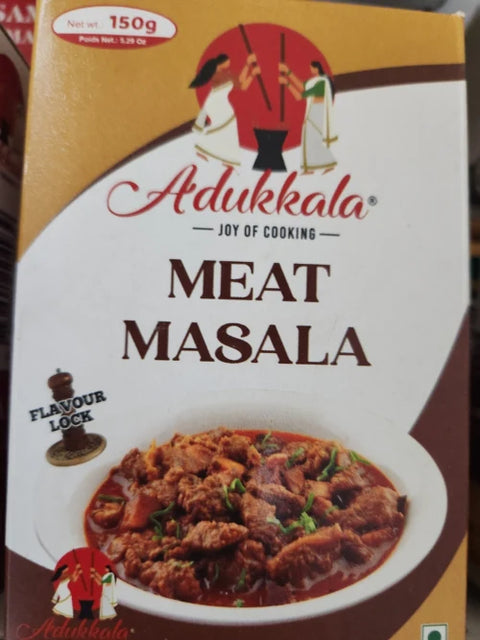 Net wt. 150g
Poids Net.: 5.29 Oz
Adukkala®
JOY OF COOKING
MEAT
MASALA
FLAVOUR
LOCK
Adukkala